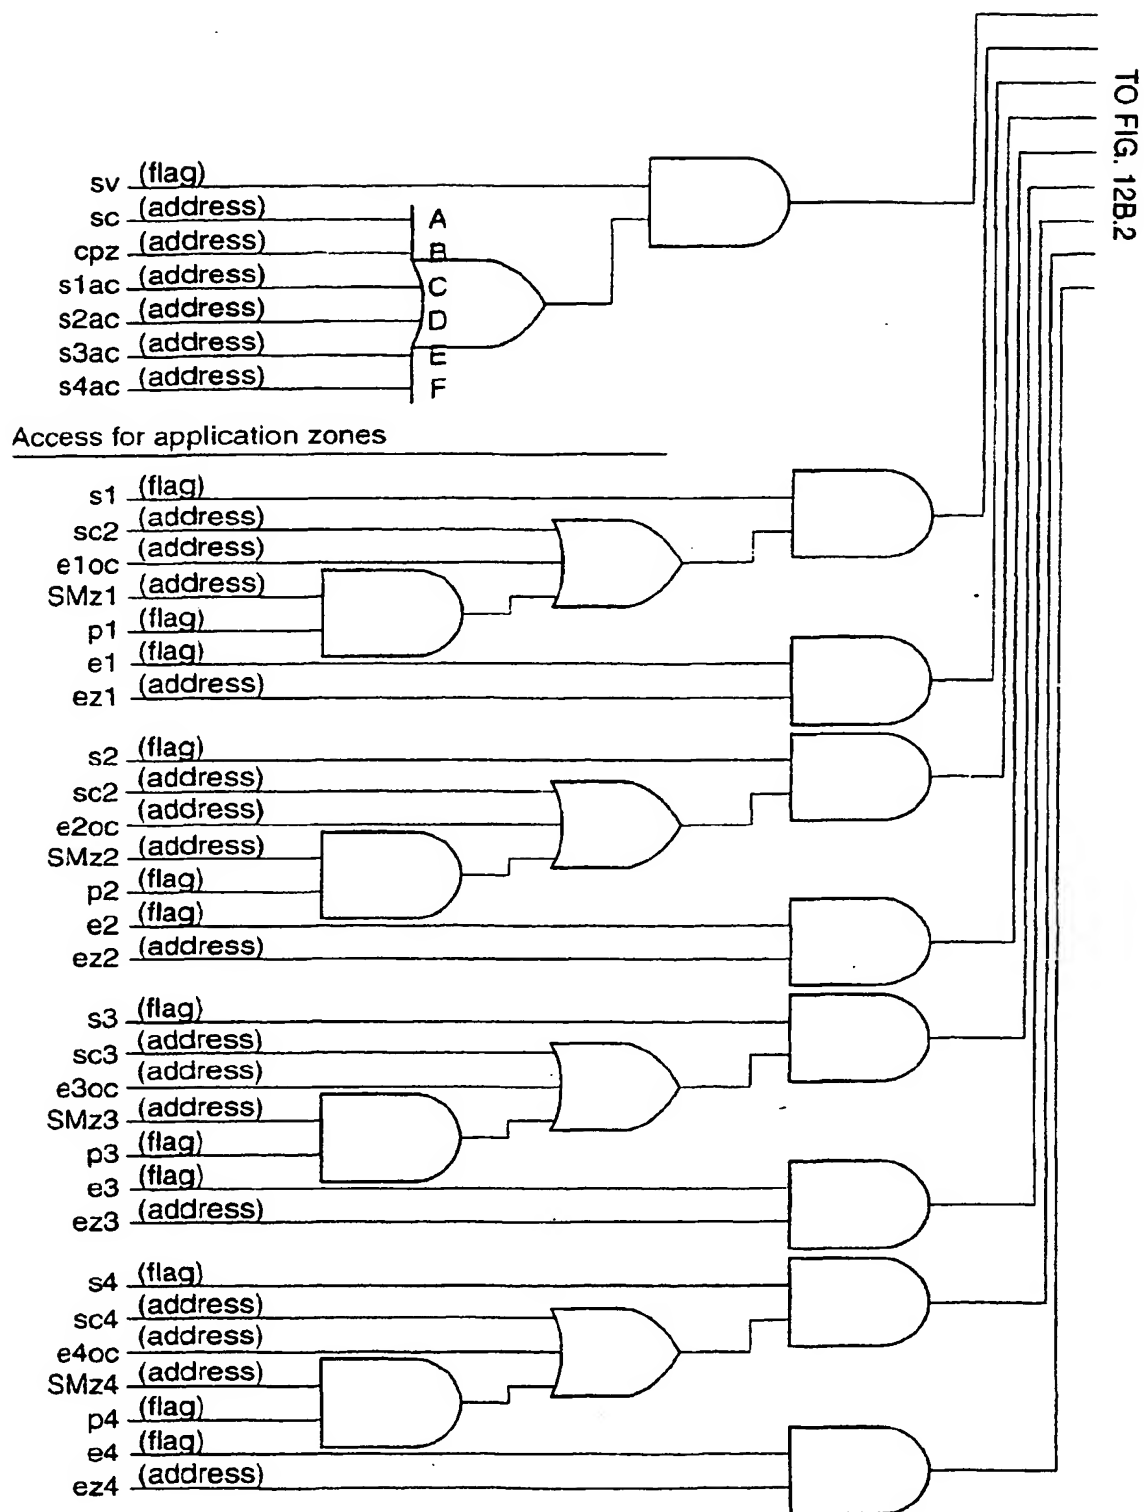 TO FIG. 12B.2
sv (flag)
sc (address) A
cpz (address) B
s1ac (address) C
s2ac (address) D
s3ac (address) E
s4ac (address) F
Access for application zones
s1 (flag)
sc2 (address)
e1oc (address)
SMz1 (address)
p1 (flag)
e1 (flag)
ez1 (address)
s2 (flag)
sc2 (address)
e2oc (address)
SMz2 (address)
p2 (flag)
e2 (flag)
ez2 (address)
s3 (flag)
sc3 (address)
e3oc (address)
SMz3 (address)
p3 (flag)
e3 (flag)
ez3 (address)
s4 (flag)
sc4 (address)
e4oc (address)
SMz4 (address)
p4 (flag)
e4 (flag)
ez4 (address)